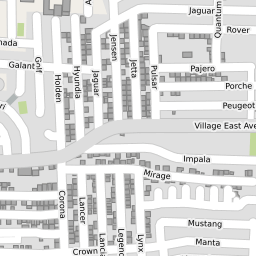 Jaguar
Rover
Quantum
Jensen
Jetta
Galant
Golf
Hyundia
Jaguar
Pulsar
Pajero
Holden
Porche
Peugeot
Village East Ave
Impala
Mirage
Corona
Lancer
Lancia
Legend
Lynx
Mustang
Manta
Crown